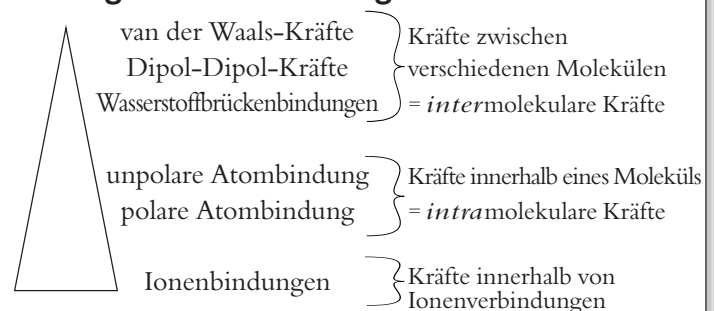 van der Waals-Kräfte
Dipol-Dipol-Kräfte
Wasserstoffbrückenbindungen
Kräfte zwischen
verschiedenen Molekülen
= intermolekulare Kräfte
unpolare Atombindung
polare Atombindung
Kräfte innerhalb eines Moleküls
= intramolekulare Kräfte
Ionenbindungen
Kräfte innerhalb von
Ionenverbindungen